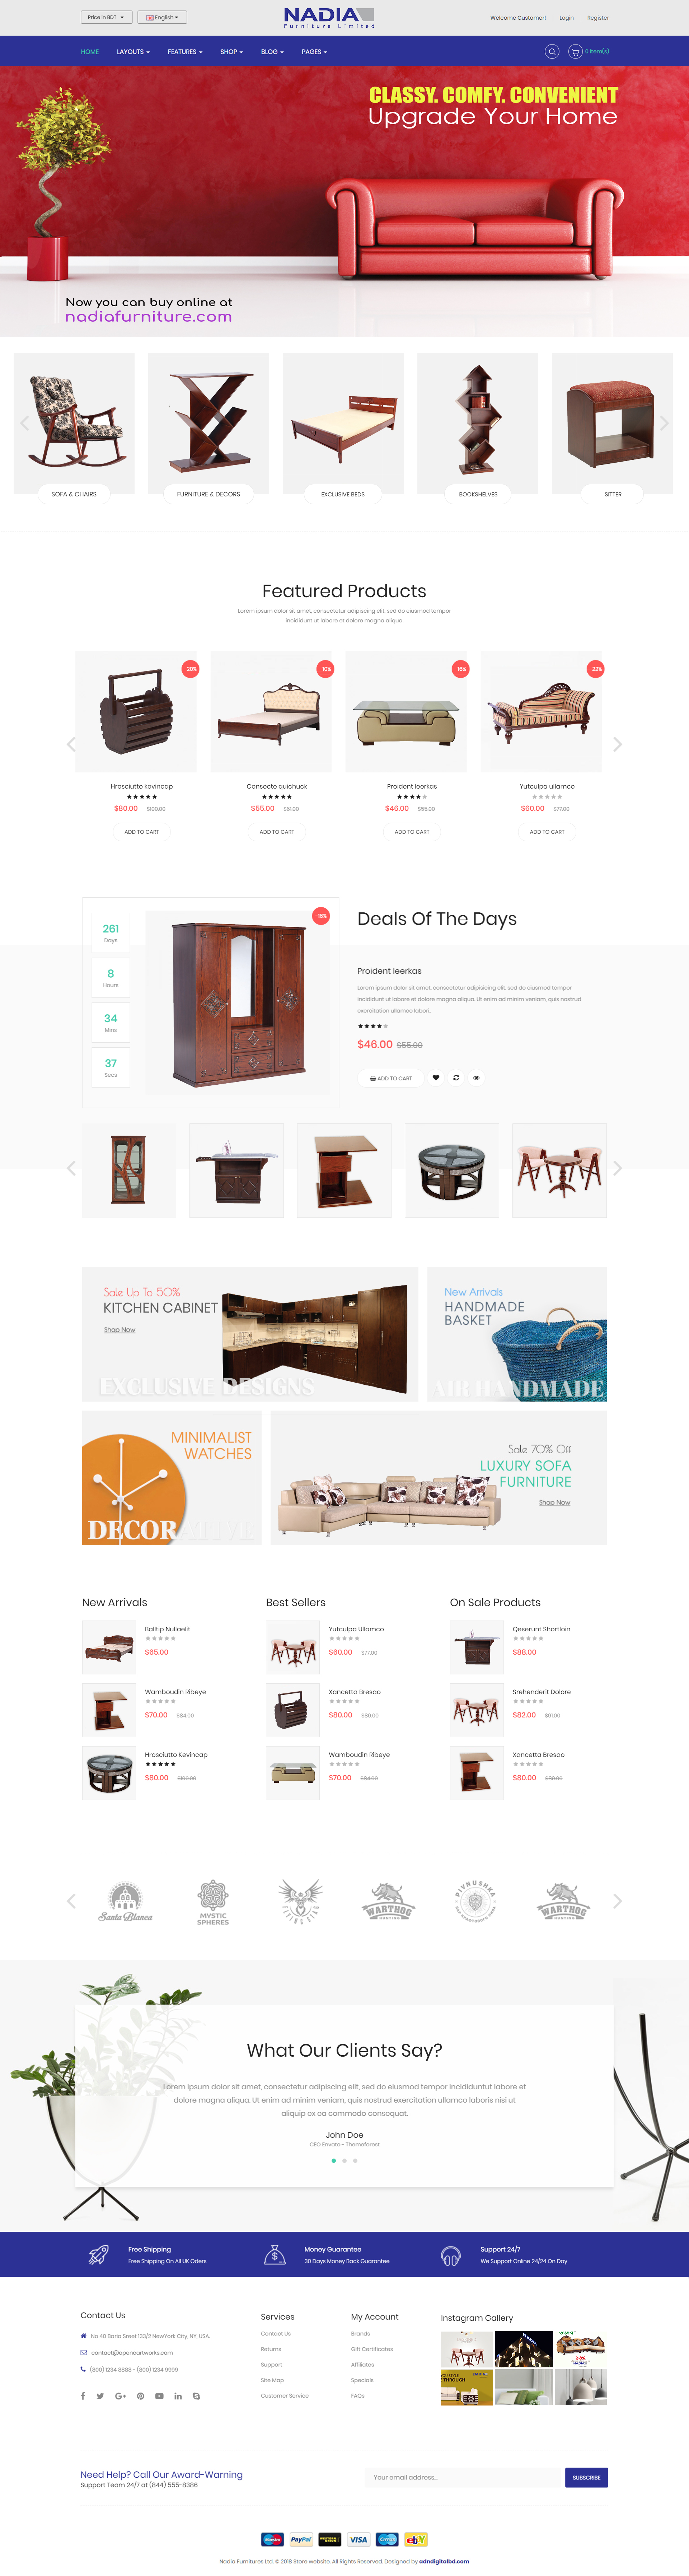 Price in BDT
English
NADIA
Furniture Limited
Welcome Customer!
Login
Register
HOME
LAYOUTS
FEATURES
SHOP
BLOG
PAGES
0 item(s)
CLASSY. COMFY. CONVENIENT
Upgrade Your Home
Now you can buy online at
nadiafurniture.com
SOFA & CHAIRS
FURNITURE & DECORS
EXCLUSIVE BEDS
BOOKSHELVES
SITTER
Featured Products
Lorem ipsum dolor sit amet, consectetur adipiscing elit, sed do eiusmod tempor
incididunt ut labore et dolore magna aliqua.
-20%
-10%
-16%
-22%
Hrosciutto kevincap
Consecte quichuck
Proident leerkas
Yutculpa ullamco
$80.00 $100.00
$55.00 $61.00
$46.00 $55.00
$60.00 $77.00
ADD TO CART
ADD TO CART
ADD TO CART
ADD TO CART
261
Days
8
Hours
34
Mins
37
Secs
-16%
Deals Of The Days
Proident leerkas
Lorem ipsum dolor sit amet, consectetur adipisicing elit, sed do eiusmod tempor
incididunt ut labore et dolore magna aliqua. Ut enim ad minim veniam, quis nostrud
exercitation ullamco labori..
$46.00 $55.00
ADD TO CART
Sale Up To 50%
KITCHEN CABINET
Shop Now
EXCLUSIVE DESIGNS
New Arrivals
HANDMADE
BASKET
AIR HANDMADE
MINIMALIST
WATCHES
DECORATIVE
Sale 70% Off
LUXURY SOFA
FURNITURE
Shop Now
New Arrivals
Balltip Nullaelit
$65.00
Wamboudin Ribeye
$70.00 $84.00
Hrosciutto Kevincap
$80.00 $100.00
Best Sellers
Yutculpa Ullamco
$60.00 $77.00
Xancetta Bresao
$80.00 $89.00
Wamboudin Ribeye
$70.00 $84.00
On Sale Products
Qeserunt Shortloin
$88.00
Srehenderit Dolore
$82.00 $91.00
Xancetta Bresao
$80.00 $89.00
Santa Blanca
MYSTIC
SPHERES
WARTHOG
PIVNUSHKA
WARTHOG
What Our Clients Say?
Lorem ipsum dolor sit amet, consectetur adipiscing elit, sed do eiusmod tempor incididuntut labore et
dolore magna aliqua. Ut enim ad minim veniam, quis nostrud exercitation ullamco laboris nisi ut
aliquip ex ea commodo consequat.
John Doe
CEO Envato - Themeforest
Free Shipping
Free Shipping On All UK Oders
Money Guarantee
30 Days Money Back Guarantee
Support 24/7
We Support Online 24/24 On Day
Contact Us
No 40 Baria Sreet 133/2 NewYork City, NY, USA.
contact@opencartworks.com
(800) 1234 8888 - (800) 1234 9998
Services
Contact Us
Returns
Support
Site Map
Customer Service
My Account
Brands
Gift Certificates
Affiliates
Specials
FAQs
Instagram Gallery
Need Help? Call Our Award-Warning
Support Team 24/7 at (844) 555-8386
Your email address...
SUBSCRIBE
PayPal
VISA
Nadia Furnitures Ltd. © 2018 Store website. All Rights Reserved. Designed by adndigitalbd.com